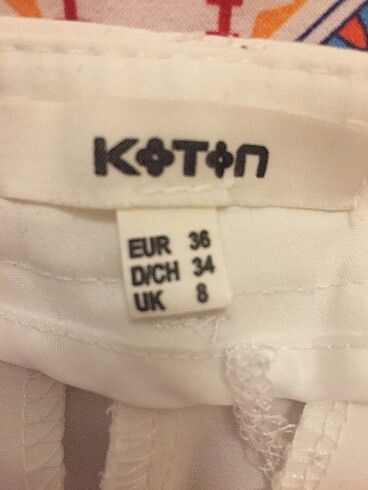 KOTON
EUR 36
D/CH 34
UK 8